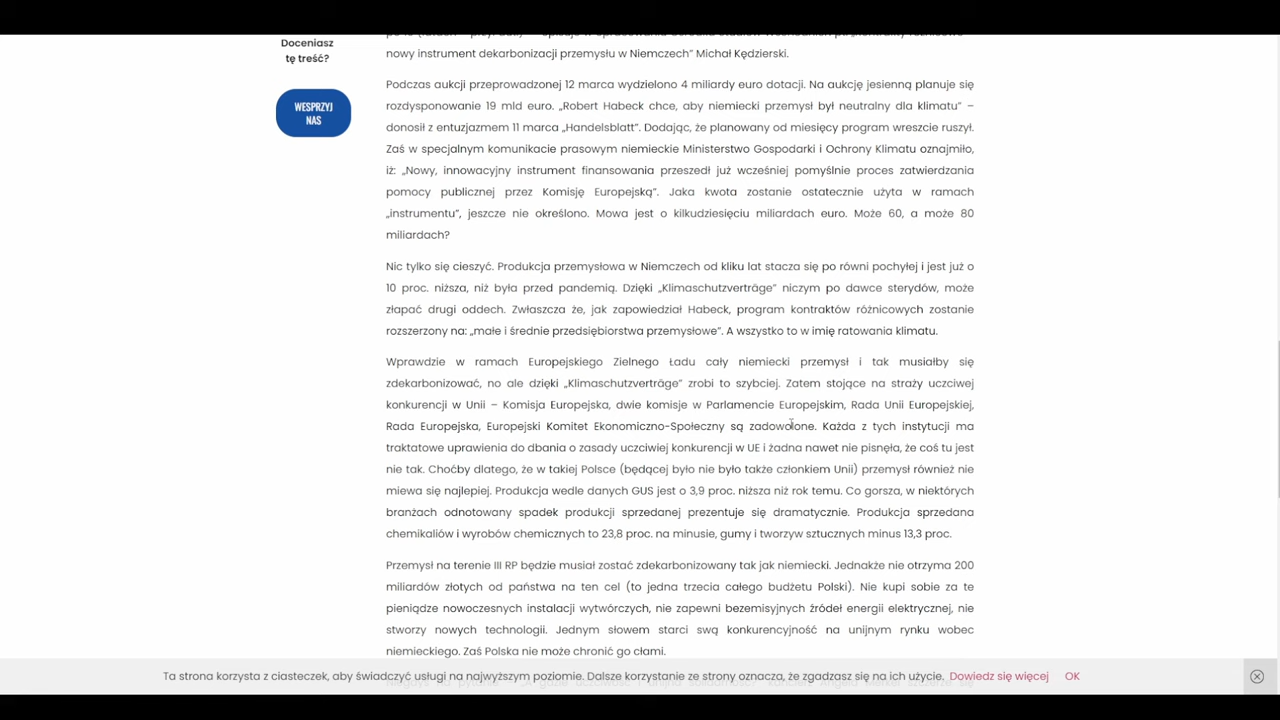 Doceniasz
tę treść?
WESPRZYJ
NAS
nowy instrument dekarbonizacji przemysłu w Niemczech” Michał Kędzierski.
Podczas aukcji przeprowadzonej 12 marca wydzielono 4 miliardy euro dotacji. Na aukcję jesienną planuje się
rozdysponowanie 19 mld euro. „Robert Habeck chce, aby niemiecki przemysł był neutralny dla klimatu” –
donosił z entuzjazmem 11 marca „Handelsblatt”. Dodając, że planowany od miesięcy program wreszcie ruszył.
Zaś w specjalnym komunikacie prasowym niemieckie Ministerstwo Gospodarki i Ochrony Klimatu oznajmiło,
iż: „Nowy, innowacyjny instrument finansowania przeszedł już wcześniej pomyślnie proces zatwierdzania
pomocy publicznej przez Komisję Europejską”. Jaka kwota zostanie ostatecznie użyta w ramach
„instrumentu”, jeszcze nie określono. Mowa jest o kilkudziesięciu miliardach euro. Może 60, a może 80
miliardach?
Nic tylko się cieszyć. Produkcja przemysłowa w Niemczech od kliku lat stacza się po równi pochyłej i jest już o
10 proc. niższa, niż była przed pandemią. Dzięki „Klimaschutzverträge” niczym po dawce sterydów, może
złapać drugi oddech. Zwłaszcza że, jak zapowiedział Habeck, program kontraktów różnicowych zostanie
rozszerzony na: „małe i średnie przedsiębiorstwa przemysłowe”. A wszystko to w imię ratowania klimatu.
Wprawdzie w ramach Europejskiego Zielnego Ładu cały niemiecki przemysł i tak musiałby się
zdekarbonizować, no ale dzięki „Klimaschutzverträge” zrobi to szybciej. Zatem stojące na straży uczciwej
konkurencji w Unii – Komisja Europejska, dwie komisje w Parlamencie Europejskim, Rada Unii Europejskiej,
Rada Europejska, Europejski Komitet Ekonomiczno-Społeczny są zadowolone. Każda z tych instytucji ma
traktatowe uprawienia do dbania o zasady uczciwiej konkurencji w UE i żadna nawet nie pisnęła, że coś tu jest
nie tak. Choćby dlatego, że w takiej Polsce (będącej było nie było także członkiem Unii) przemysł również nie
miewa się najlepiej. Produkcja wedle danych GUS jest o 3,9 proc. niższa niż rok temu. Co gorsza, w niektórych
branżach odnotowany spadek produkcji sprzedanej prezentuje się dramatycznie. Produkcja sprzedana
chemikaliów i wyrobów chemicznych to 23,8 proc. na minusie, gumy i tworzyw sztucznych minus 13,3 proc.
Przemysł na terenie III RP będzie musiał zostać zdekarbonizowany tak jak niemiecki. Jednakże nie otrzyma 200
miliardów złotych od państwa na ten cel (to jedna trzecia całego budżetu Polski). Nie kupi sobie za te
pieniądze nowoczesnych instalacji wytwórczych, nie zapewni bezemisyjnych źródeł energii elektrycznej, nie
stworzy nowych technologii. Jednym słowem starci swą konkurencyjność na unijnym rynku wobec
niemieckiego. Zaś Polska nie może chronić go cłami.
Ta strona korzysta z ciasteczek, aby świadczyć usługi na najwyższym poziomie. Dalsze korzystanie ze strony oznacza, że zgadzasz się na ich użycie. Dowiedz się więcej OK